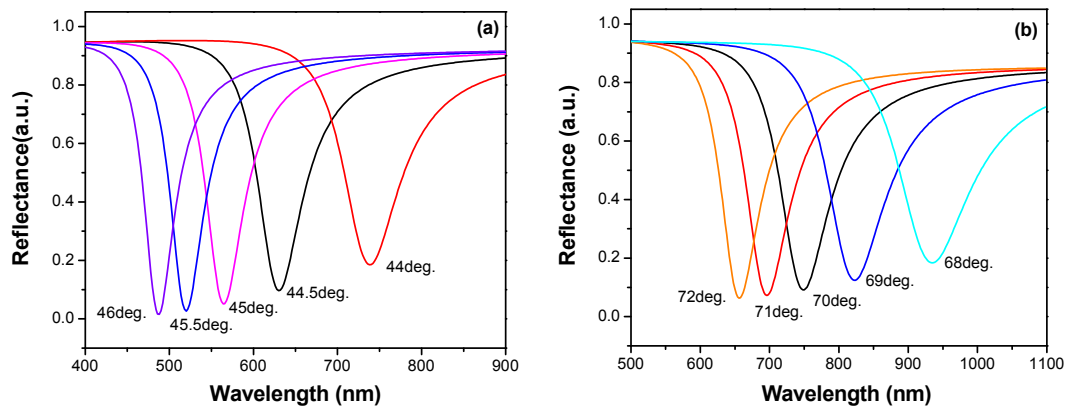 (a)
Reflectance(a.u.)
1.0
0.8
0.6
0.4
0.2
0.0
46deg.
45.5deg.
45deg.
44.5deg.
44deg.
400 500 600 700 800 900
Wavelength (nm)
(b)
Reflectance (a.u.)
1.0
0.8
0.6
0.4
0.2
0.0
72deg.
71deg.
70deg.
69deg.
68deg.
500 600 700 800 900 1000 1100
Wavelength (nm)